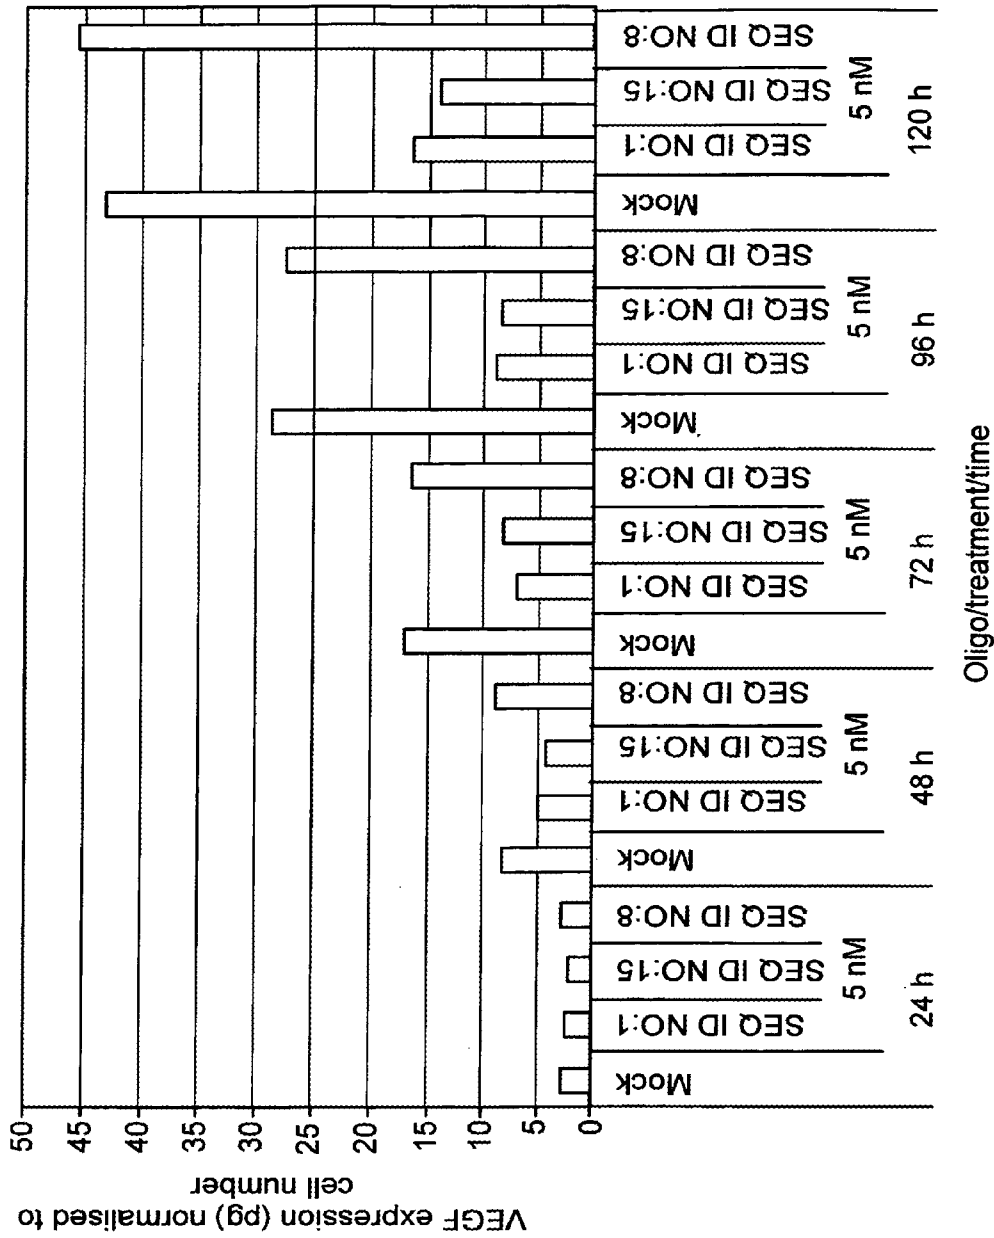 VEGF expression (pg) normalised to
cell number
50
45
40
35
30
25
20
15
10
5
0
Mock
SEQ ID NO:1
SEQ ID NO:15
SEQ ID NO:8
5 nM
24 h
Mock
SEQ ID NO:1
SEQ ID NO:15
SEQ ID NO:8
5 nM
48 h
Mock
SEQ ID NO:1
SEQ ID NO:15
SEQ ID NO:8
5 nM
72 h
Mock
SEQ ID NO:1
SEQ ID NO:15
SEQ ID NO:8
5 nM
96 h
Mock
SEQ ID NO:1
SEQ ID NO:15
SEQ ID NO:8
5 nM
120 h
Oligo/treatment/time